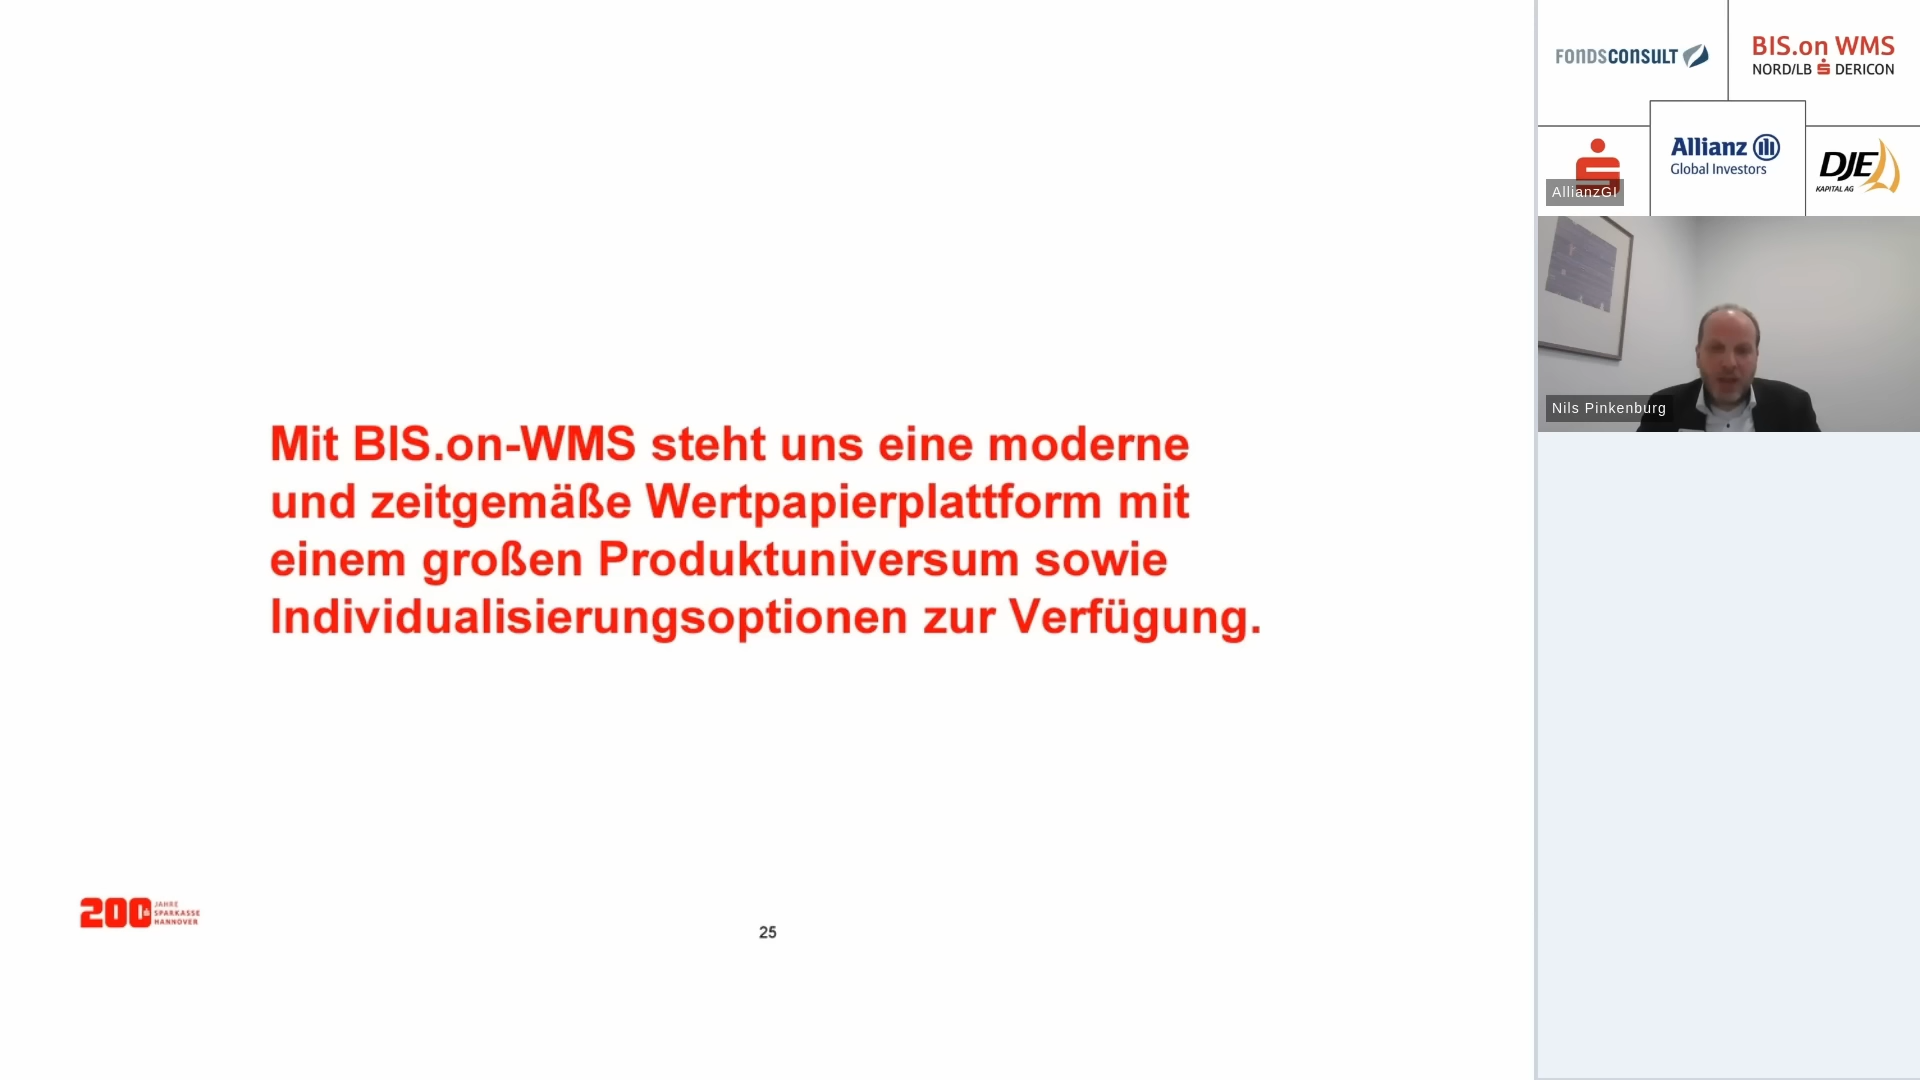 Mit BIS.on-WMS steht uns eine moderne
und zeitgemäße Wertpapierplattform mit
einem großen Produktuniversum sowie
Individualisierungsoptionen zur Verfügung.
200 JAHRE
SPARKASSE
HANNOVER
25
FONDSCONSULT
BIS.on WMS
NORD/LB DERICON
Allianz
Global Investors
DJE
KAPITAL AG
AllianzGI
Nils Pinkenburg